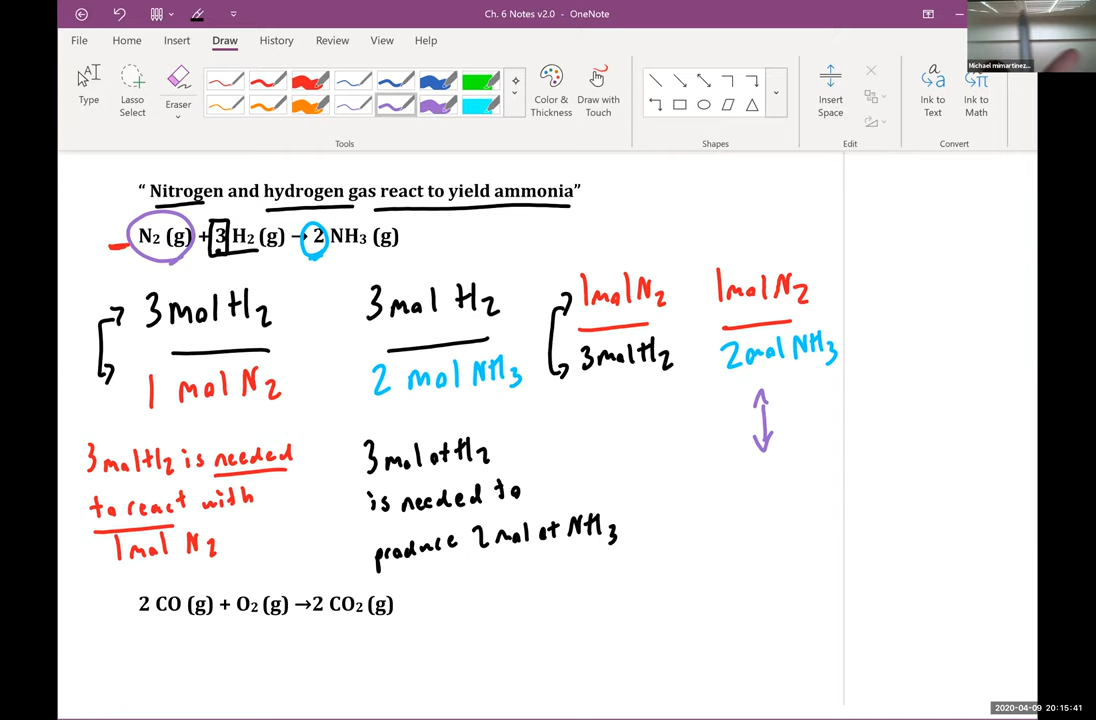 Ch. 6 Notes v2.0 - OneNote
File Home Insert Draw History Review View Help
Type
Lasso Select
Eraser
Color & Thickness
Draw with Touch
Insert Space
Ink to Text
Ink to Math
Tools
Shapes
Edit
Convert
Michael mimartinez...
“ Nitrogen and hydrogen gas react to yield ammonia”
N₂ (g) + 3 H₂ (g) → 2 NH₃ (g)
3 mol H₂ 3 mol H₂ 1 mol N₂ 1 mol N₂
1 mol N₂ 2 mol NH₃ 3 mol H₂ 2 mol NH₃
3 mol H₂ is needed
to react with
1 mol N₂
3 mol of H₂
is needed to
produce 2 mol of NH₃
2 CO (g) + O₂ (g) →2 CO₂ (g)
2020-04-09 20:15:41